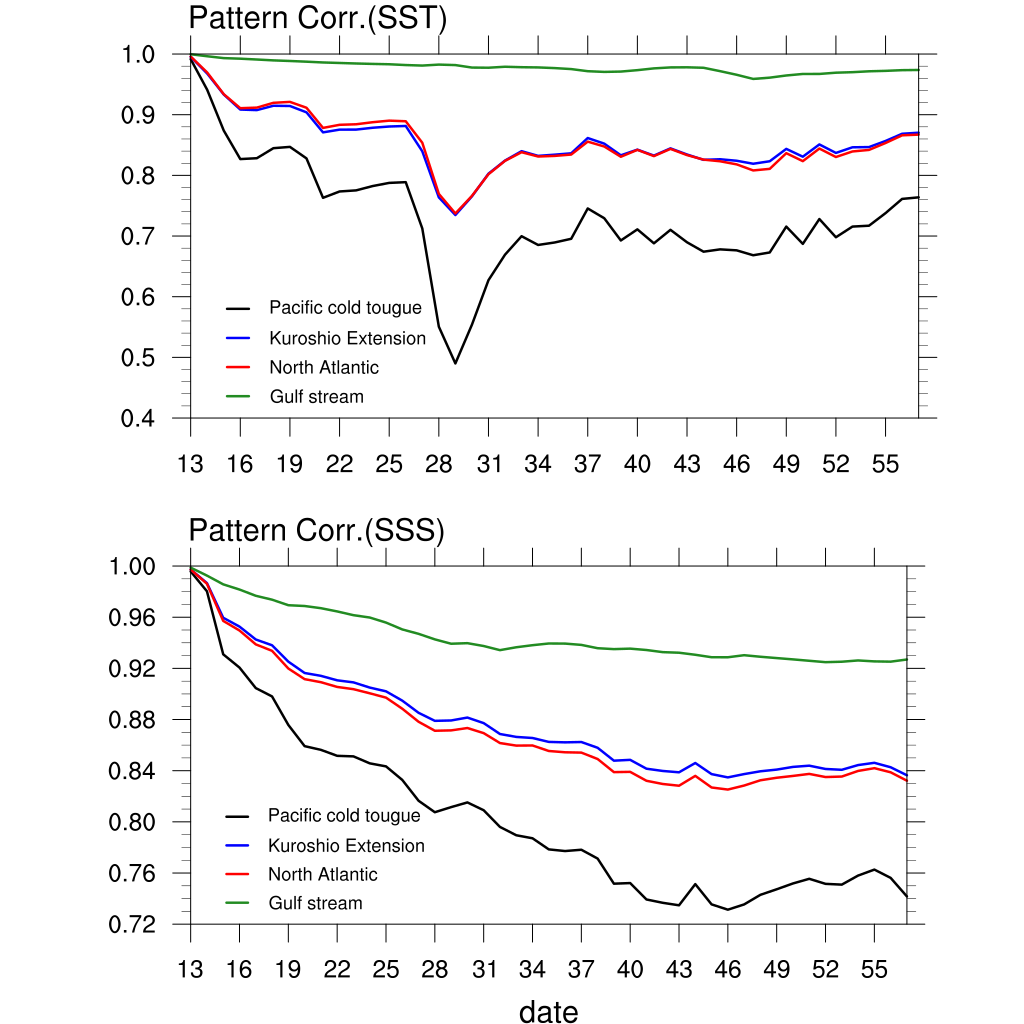 Pattern Corr.(SST)
1.0
0.9
0.8
0.7
0.6
0.5
0.4
Pacific cold tougue
Kuroshio Extension
North Atlantic
Gulf stream
13 16 19 22 25 28 31 34 37 40 43 46 49 52 55
Pattern Corr.(SSS)
1.00
0.96
0.92
0.88
0.84
0.80
0.76
0.72
Pacific cold tougue
Kuroshio Extension
North Atlantic
Gulf stream
13 16 19 22 25 28 31 34 37 40 43 46 49 52 55
date